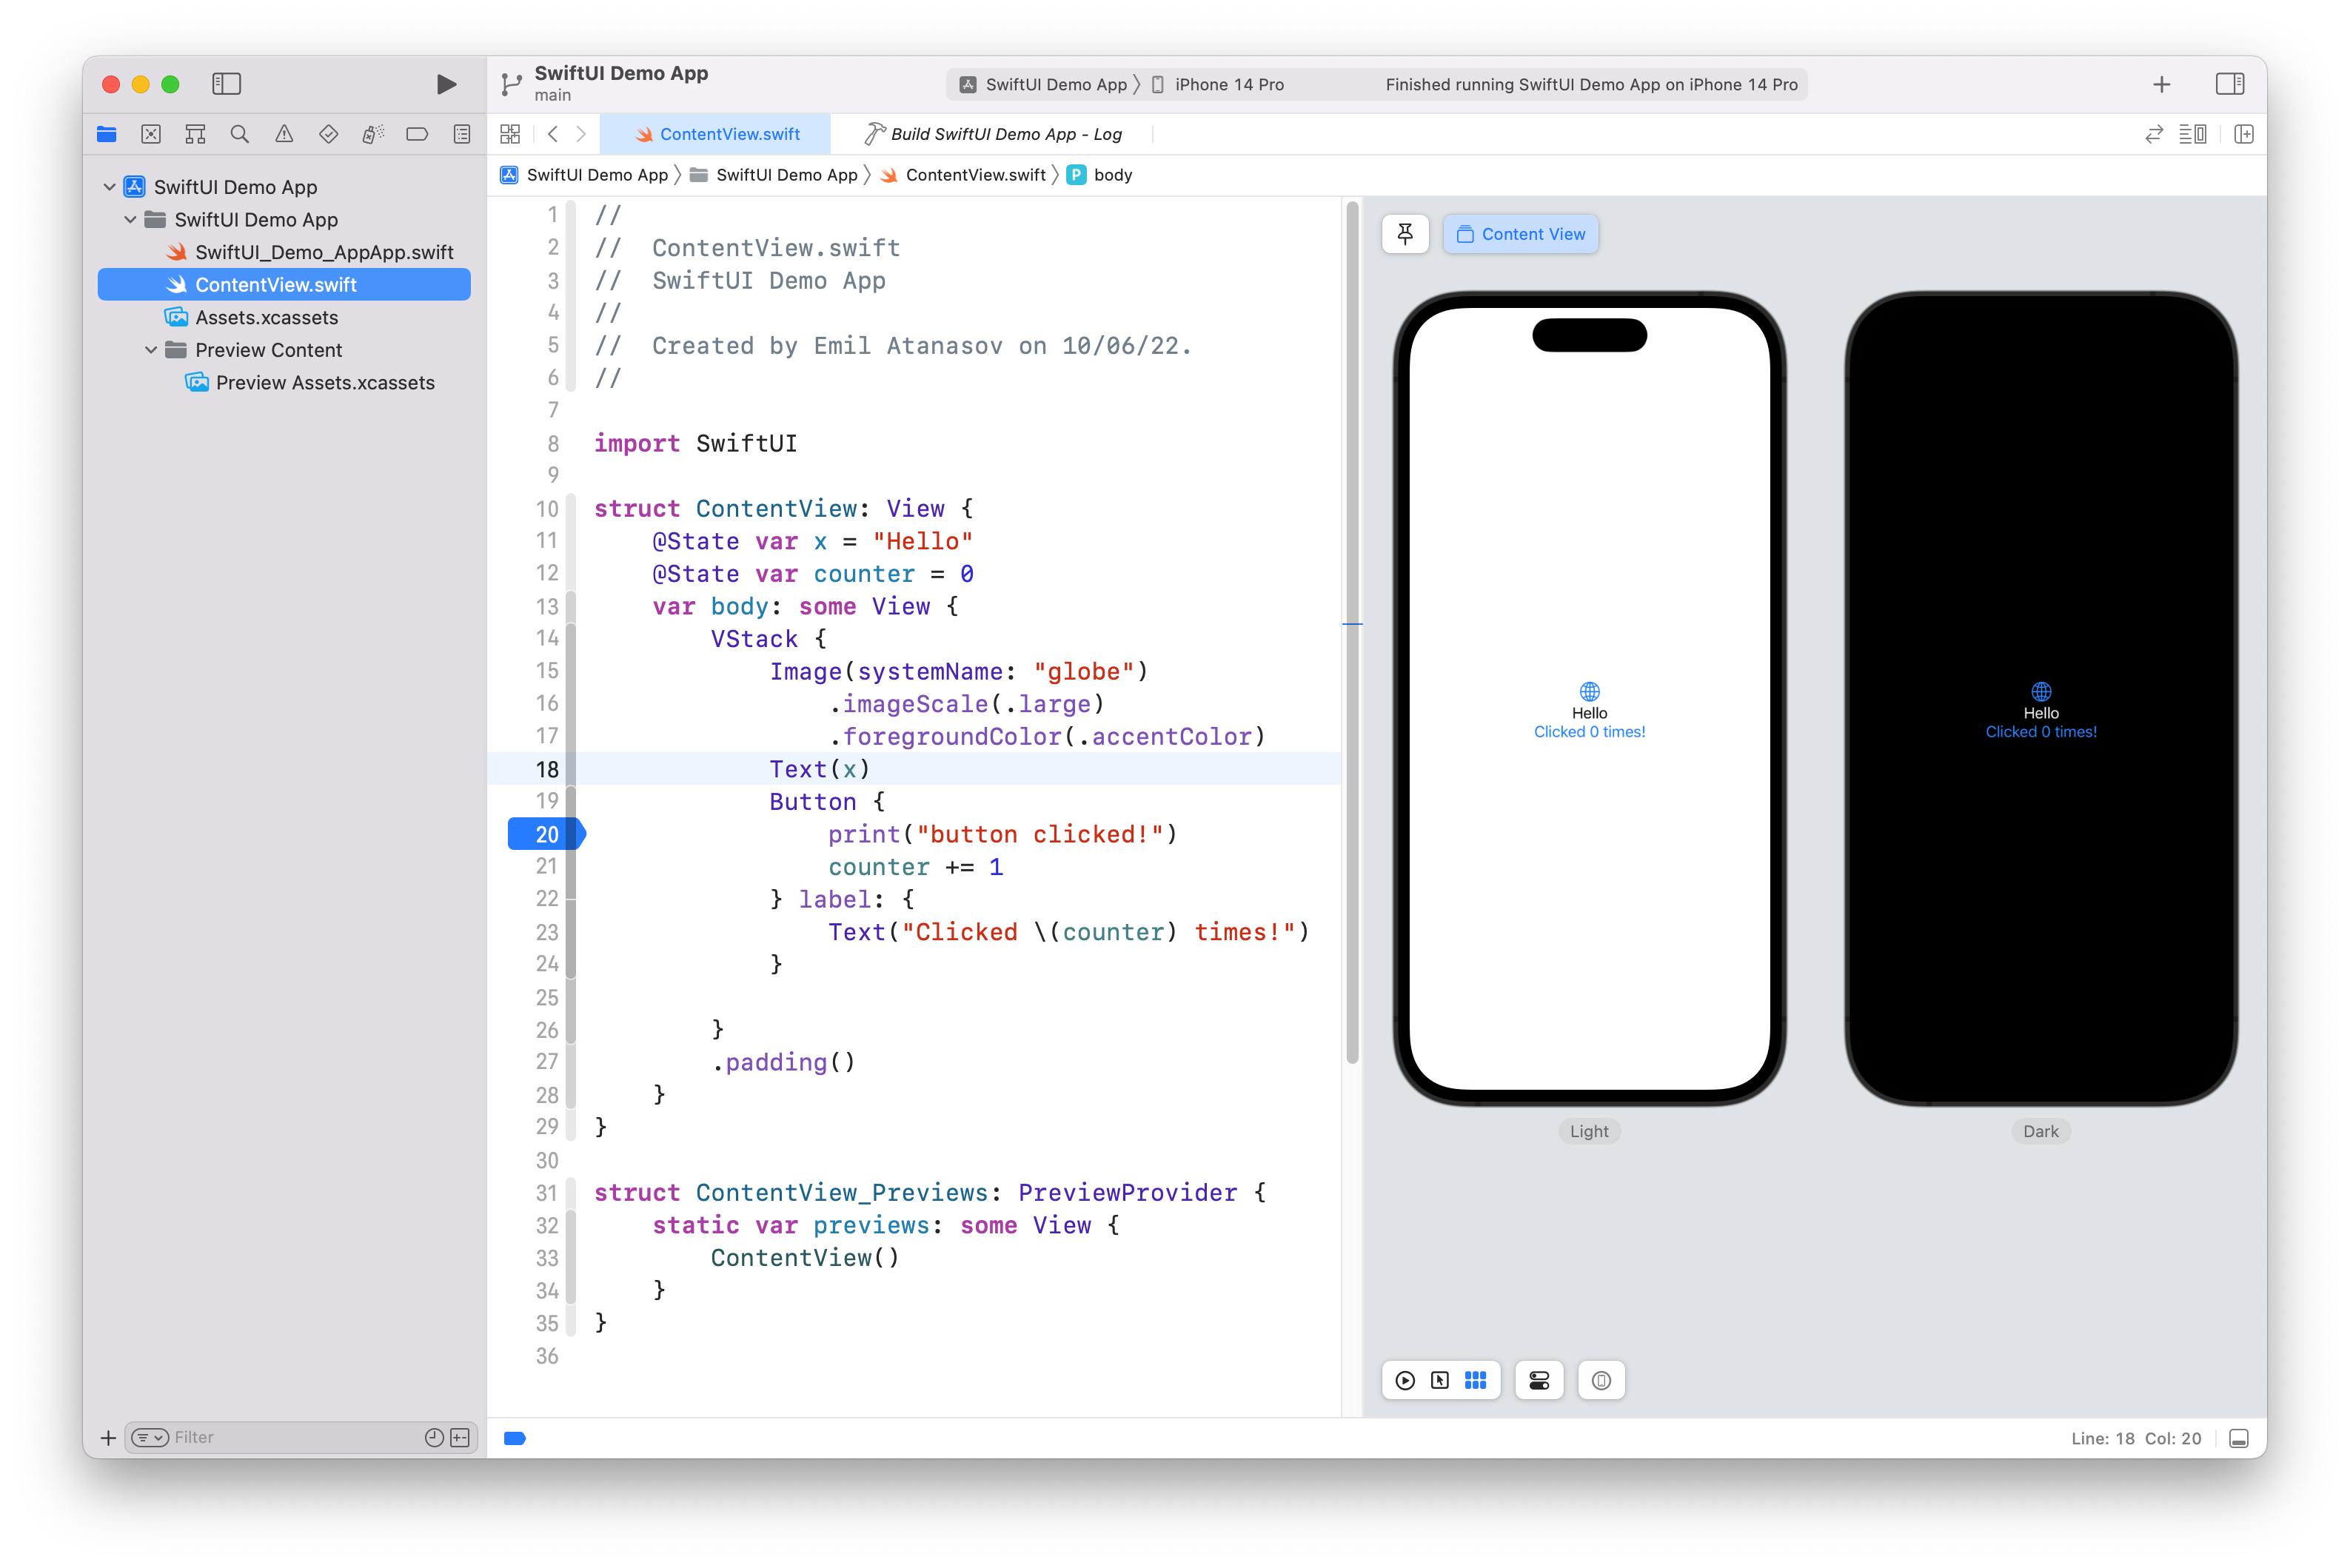 SwiftUI Demo App
main
SwiftUI Demo App
iPhone 14 Pro
Finished running SwiftUI Demo App on iPhone 14 Pro
ContentView.swift
Build SwiftUI Demo App - Log
SwiftUI Demo App
SwiftUI Demo App
ContentView.swift
P body
SwiftUI Demo App
SwiftUI Demo App
SwiftUI_Demo_AppApp.swift
ContentView.swift
Assets.xcassets
Preview Content
Preview Assets.xcassets
Filter
1 //
2 //  ContentView.swift
3 //  SwiftUI Demo App
4 //
5 //  Created by Emil Atanasov on 10/06/22.
6 //
7
8 import SwiftUI
9
10 struct ContentView: View {
11     @State var x = "Hello"
12     @State var counter = 0
13     var body: some View {
14         VStack {
15             Image(systemName: "globe")
16                 .imageScale(.large)
17                 .foregroundColor(.accentColor)
18             Text(x)
19             Button {
20                 print("button clicked!")
21                 counter += 1
22             } label: {
23                 Text("Clicked \(counter) times!")
24             }
25
26         }
27         .padding()
28     }
29 }
30
31 struct ContentView_Previews: PreviewProvider {
32     static var previews: some View {
33         ContentView()
34     }
35 }
36
Content View
Hello
Clicked 0 times!
Light
Hello
Clicked 0 times!
Dark
Line: 18 Col: 20